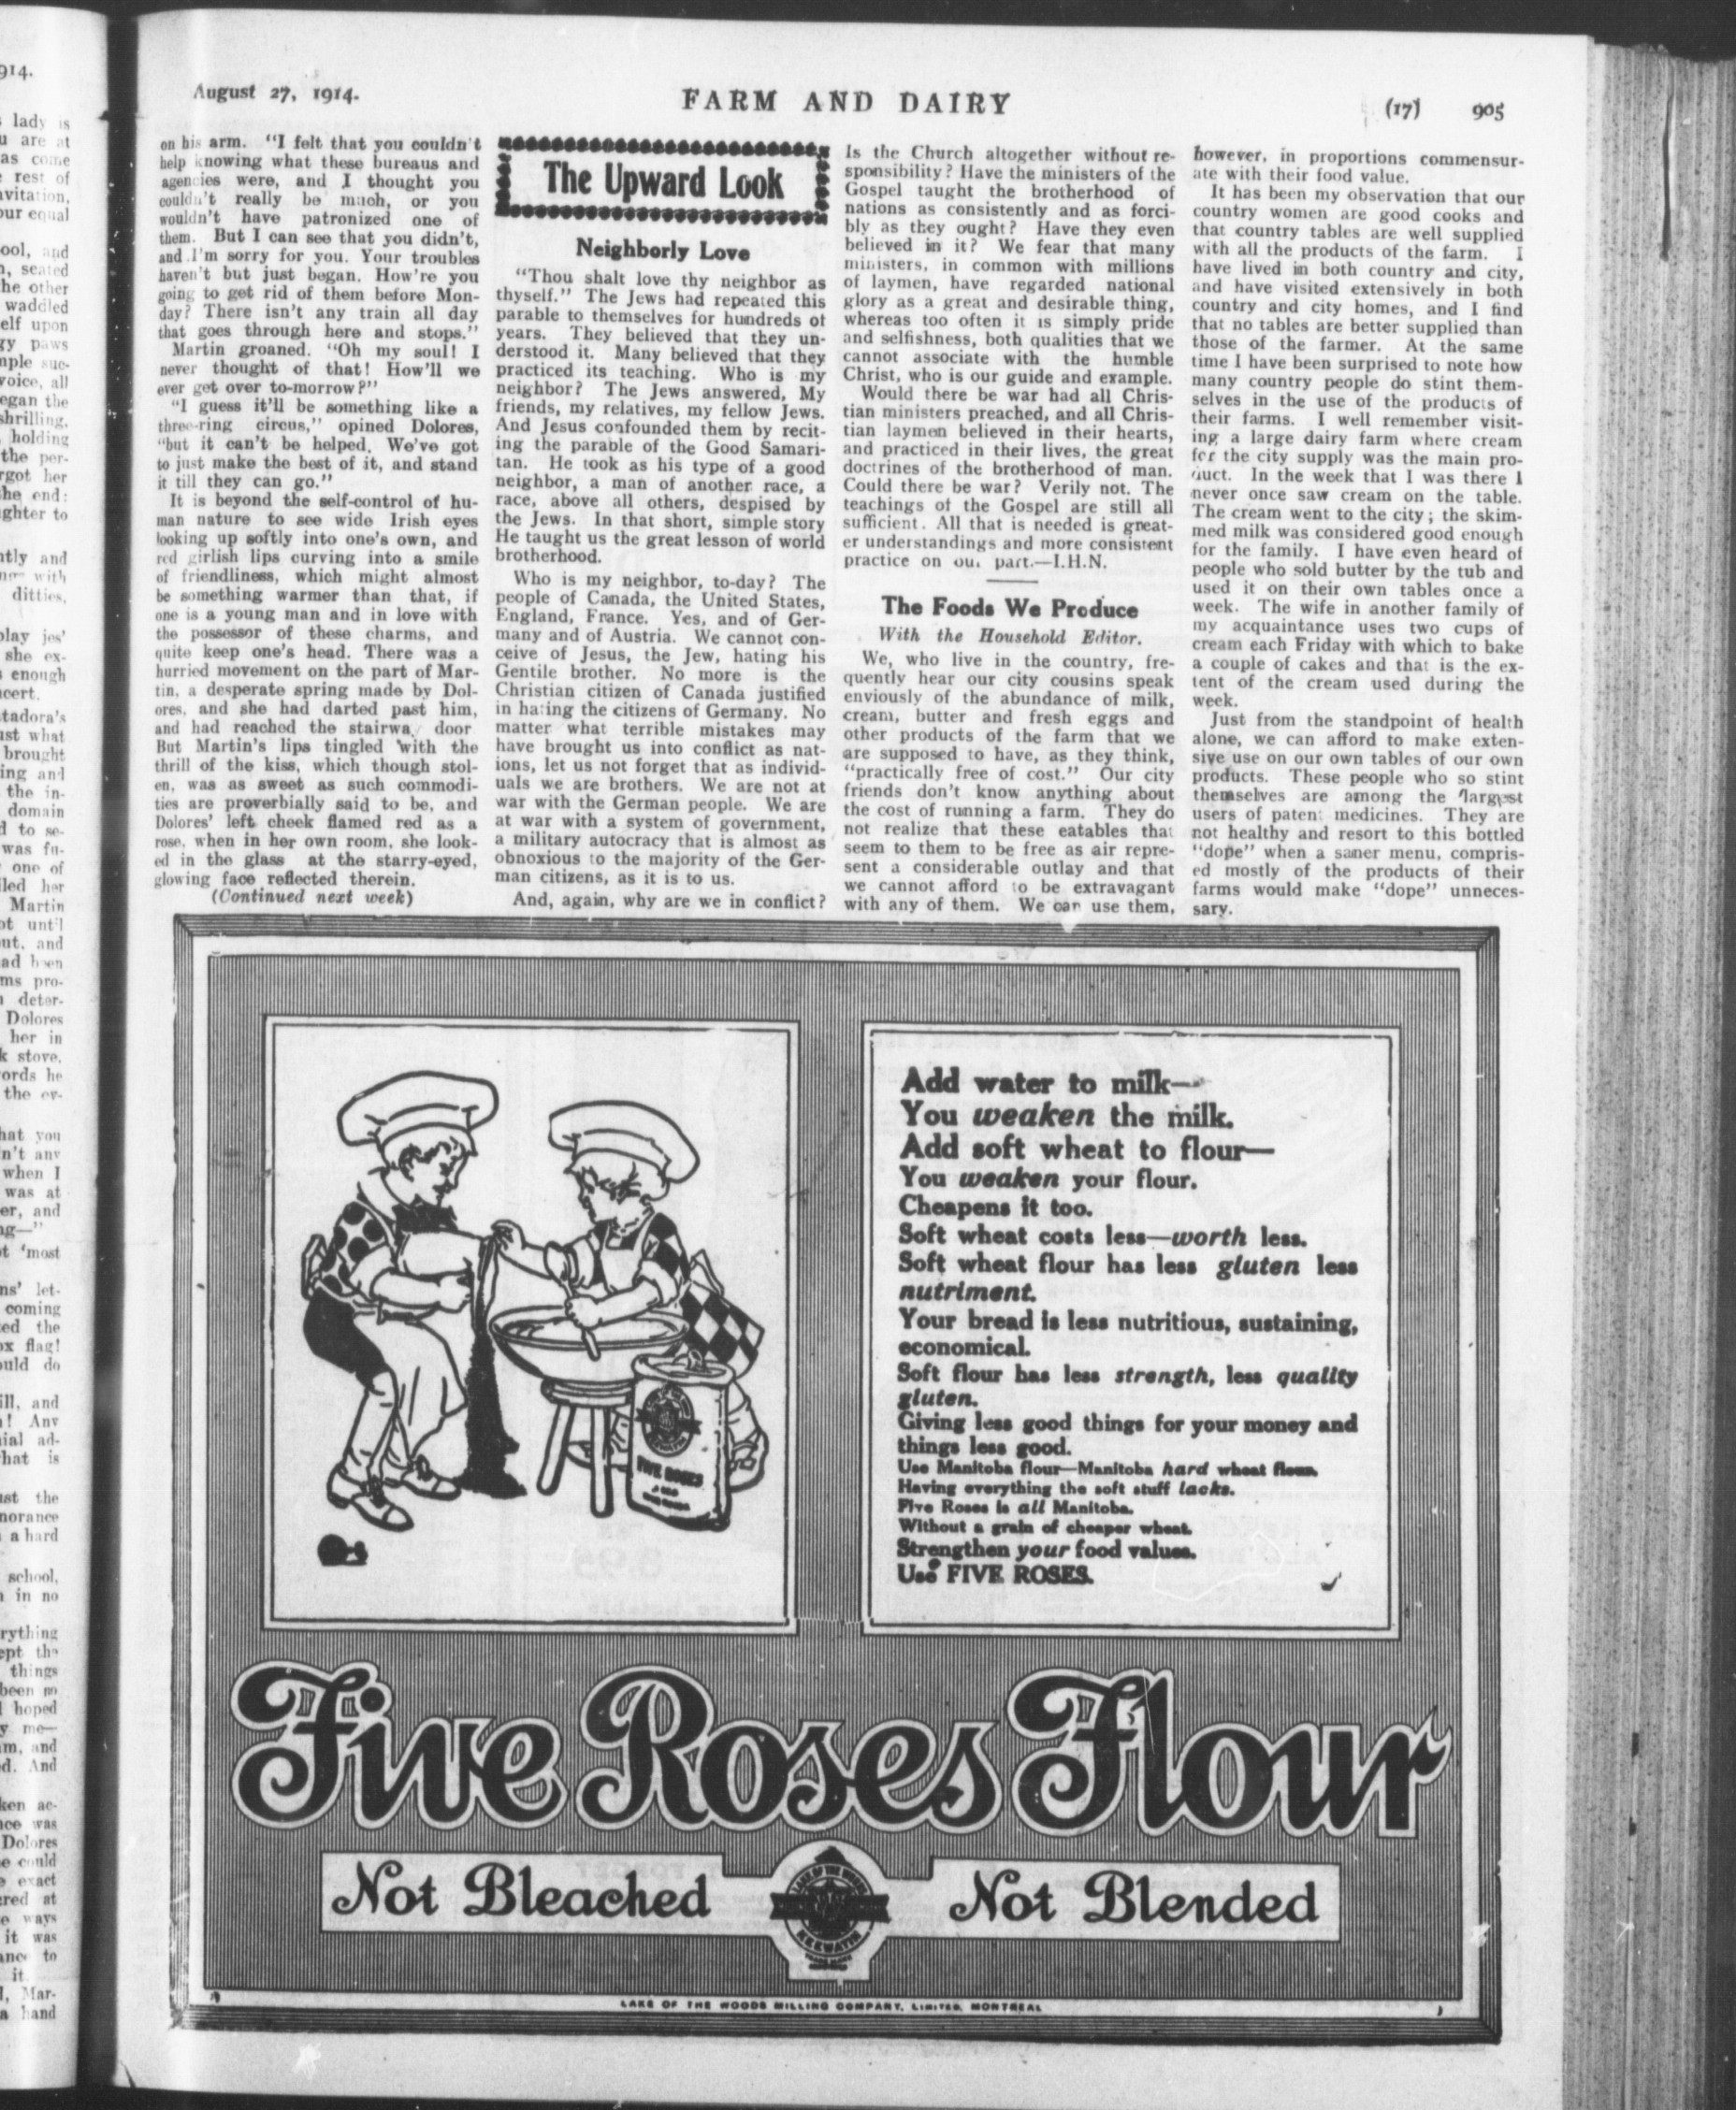 August 27, 1914.
FARM AND DAIRY
(17) 905
on his arm. "I felt that you couldn't
help knowing what these bureaus and
agencies were, and I thought you
couldn't really be much, or you
wouldn't have patronized one of
them. But I can see that you didn't,
and I'm sorry for you. Your troubles
haven't but just began. How're you
going to get rid of them before Mon-
day? There isn't any train all day
that goes through here and stops."
Martin groaned. "Oh my soul! I
never thought of that! How'll we
ever get over to-morrow?"
"I guess it'll be something like a
three-ring circus," opined Dolores,
"but it can't be helped. We've got
to just make the best of it, and stand
it till they can go."
It is beyond the self-control of hu-
man nature to see wide Irish eyes
looking up softly into one's own, and
red girlish lips curving into a smile
of friendliness, which might almost
be something warmer than that, if
one is a young man and in love with
the possessor of these charms, and
quite keep one's head. There was a
hurried movement on the part of Mar-
tin, a desperate spring made by Dol-
ores, and she had darted past him,
and had reached the stairwa door
But Martin's lips tingled with the
thrill of the kiss, which though stol-
en, was as sweet as such commodi-
ties are proverbially said to be, and
Dolores' left cheek flamed red as a
rose, when in her own room, she look-
ed in the glass at the starry-eyed,
glowing face reflected therein.
(Continued next week)
The Upward Look
Neighborly Love
"Thou shalt love thy neighbor as
thyself." The Jews had repeated this
parable to themselves for hundreds of
years. They believed that they un-
derstood it. Many believed that they
practiced its teaching. Who is my
neighbor? The Jews answered, My
friends, my relatives, my fellow Jews.
And Jesus confounded them by recit-
ing the parable of the Good Samari-
tan. He took as his type of a good
neighbor, a man of another race, a
race, above all others, despised by
the Jews. In that short, simple story
He taught us the great lesson of world
brotherhood.
Who is my neighbor, to-day? The
people of Canada, the United States,
England, France. Yes, and of Ger-
many and of Austria. We cannot con-
ceive of Jesus, the Jew, hating his
Gentile brother. No more is the
Christian citizen of Canada justified
in hating the citizens of Germany. No
matter what terrible mistakes may
have brought us into conflict as nat-
ions, let us not forget that as individ-
uals we are brothers. We are not at
war with the German people. We are
at war with a system of government,
a military autocracy that is almost as
obnoxious to the majority of the Ger-
man citizens, as it is to us.
And, again, why are we in conflict?
Is the Church altogether without re-
sponsibility? Have the ministers of the
Gospel taught the brotherhood of
nations as consistently and as forci-
bly as they ought? Have they even
believed in it? We fear that many
ministers, in common with millions
of laymen, have regarded national
glory as a great and desirable thing,
whereas too often it is simply pride
and selfishness, both qualities that we
cannot associate with the humble
Christ, who is our guide and example.
Would there be war had all Chris-
tian ministers preached, and all Chris-
tian laymen believed in their hearts,
and practiced in their lives, the great
doctrines of the brotherhood of man.
Could there be war? Verily not. The
teachings of the Gospel are still all
sufficient. All that is needed is great-
er understandings and more consistent
practice on our part.—I.H.N.
The Foods We Produce
With the Household Editor.
We, who live in the country, fre-
quently hear our city cousins speak
enviously of the abundance of milk,
cream, butter and fresh eggs and
other products of the farm that we
are supposed to have, as they think,
"practically free of cost." Our city
friends don't know anything about
the cost of running a farm. They do
not realize that these eatables that
seem to them to be free as air repre-
sent a considerable outlay and that
we cannot afford to be extravagant
with any of them. We can use them,
however, in proportions commensur-
ate with their food value.
It has been my observation that our
country women are good cooks and
that country tables are well supplied
with all the products of the farm. I
have lived in both country and city,
and have visited extensively in both
country and city homes, and I find
that no tables are better supplied than
those of the farmer. At the same
time I have been surprised to note how
many country people do stint them-
selves in the use of the products of
their farms. I well remember visit-
ing a large dairy farm where cream
for the city supply was the main pro-
duct. In the week that I was there I
never once saw cream on the table.
The cream went to the city; the skim-
med milk was considered good enough
for the family. I have even heard of
people who sold butter by the tub and
used it on their own tables once a
week. The wife in another family of
my acquaintance uses two cups of
cream each Friday with which to bake
a couple of cakes and that is the ex-
tent of the cream used during the
week.
Just from the standpoint of health
alone, we can afford to make exten-
sive use on our own tables of our own
products. These people who so stint
themselves are among the largest
users of patent medicines. They are
not healthy and resort to this bottled
"dope" when a saner menu, compris-
ed mostly of the products of their
farms would make "dope" unneces-
sary.
Add water to milk—
You weaken the milk.
Add soft wheat to flour—
You weaken your flour.
Cheapens it too.
Soft wheat costs less—worth less.
Soft wheat flour has less gluten less
nutriment.
Your bread is less nutritious, sustaining,
economical.
Soft flour has less strength, less quality
gluten.
Giving less good things for your money and
things less good.
Use Manitoba flour—Manitoba hard wheat flour.
Having everything the soft stuff lacks.
Five Roses is all Manitoba.
Without a grain of cheaper wheat.
Strengthen your food values.
Use FIVE ROSES.
FIVE ROSES
Five Roses Flour
Not Bleached
LAKE OF THE WOODS
KEEWATIN
Not Blended
LAKE OF THE WOODS MILLING COMPANY, LIMITED, MONTREAL